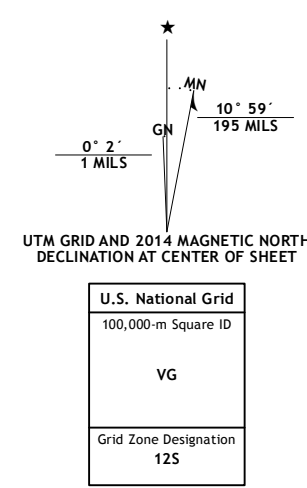 ★
MN
GN
10° 59´
195 MILS
0° 2´
1 MILS
UTM GRID AND 2014 MAGNETIC NORTH
DECLINATION AT CENTER OF SHEET
U.S. National Grid
100,000-m Square ID
VG
Grid Zone Designation
12S